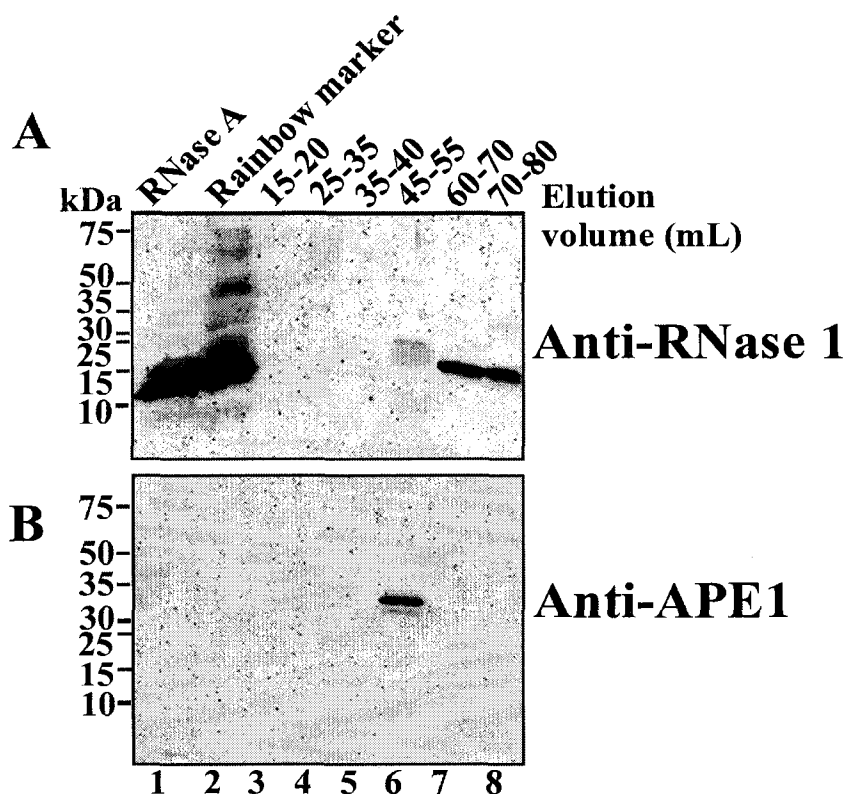 A
RNase A
Rainbow marker
15-20
25-35
35-40
45-55
60-70
70-80
Elution
volume (mL)
kDa
75
50
35
30
25
15
10
Anti-RNase 1
B
75
50
35
30
25
15
10
Anti-APE1
1 2 3 4 5 6 7 8